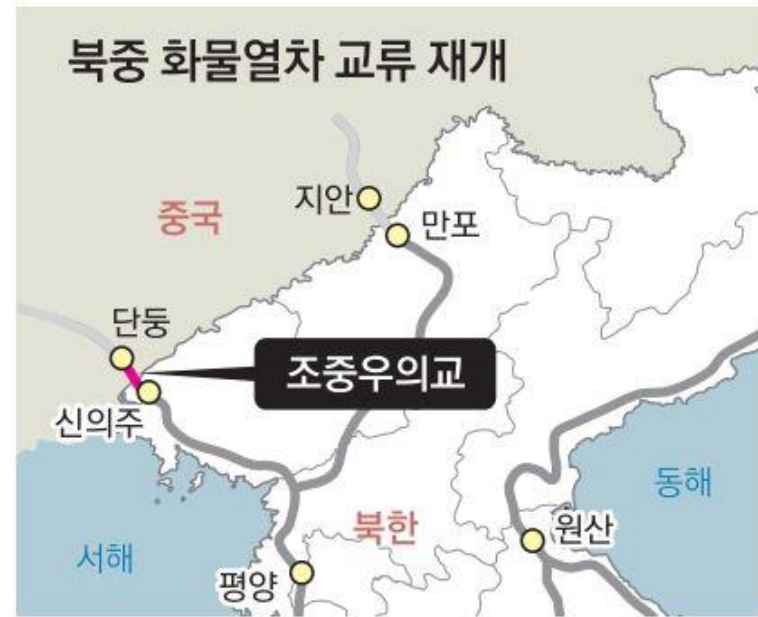 북중 화물열차 교류 재개
지안
중국
만포
단둥
조중우의교
신의주
동해
북한
원산
서해
평양